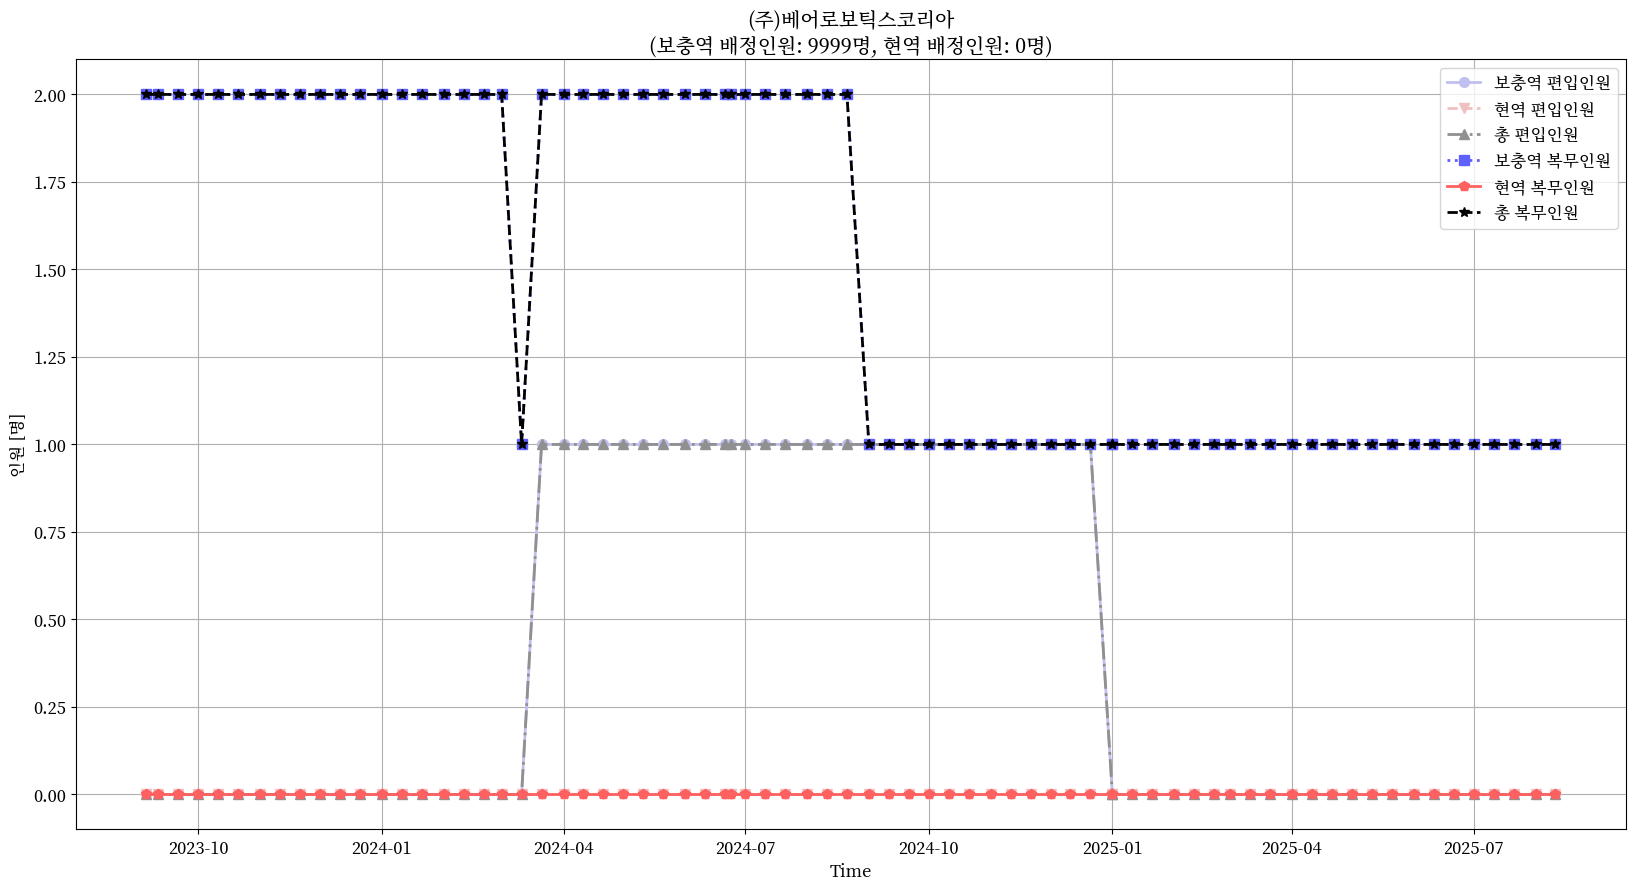 (주)베어로보틱스코리아
(보충역 배정인원: 9999명, 현역 배정인원: 0명)
보충역 편입인원
현역 편입인원
총 편입인원
보충역 복무인원
현역 복무인원
총 복무인원
인원 [명]
2.00
1.75
1.50
1.25
1.00
0.75
0.50
0.25
0.00
2023-10
2024-01
2024-04
2024-07
2024-10
2025-01
2025-04
2025-07
Time